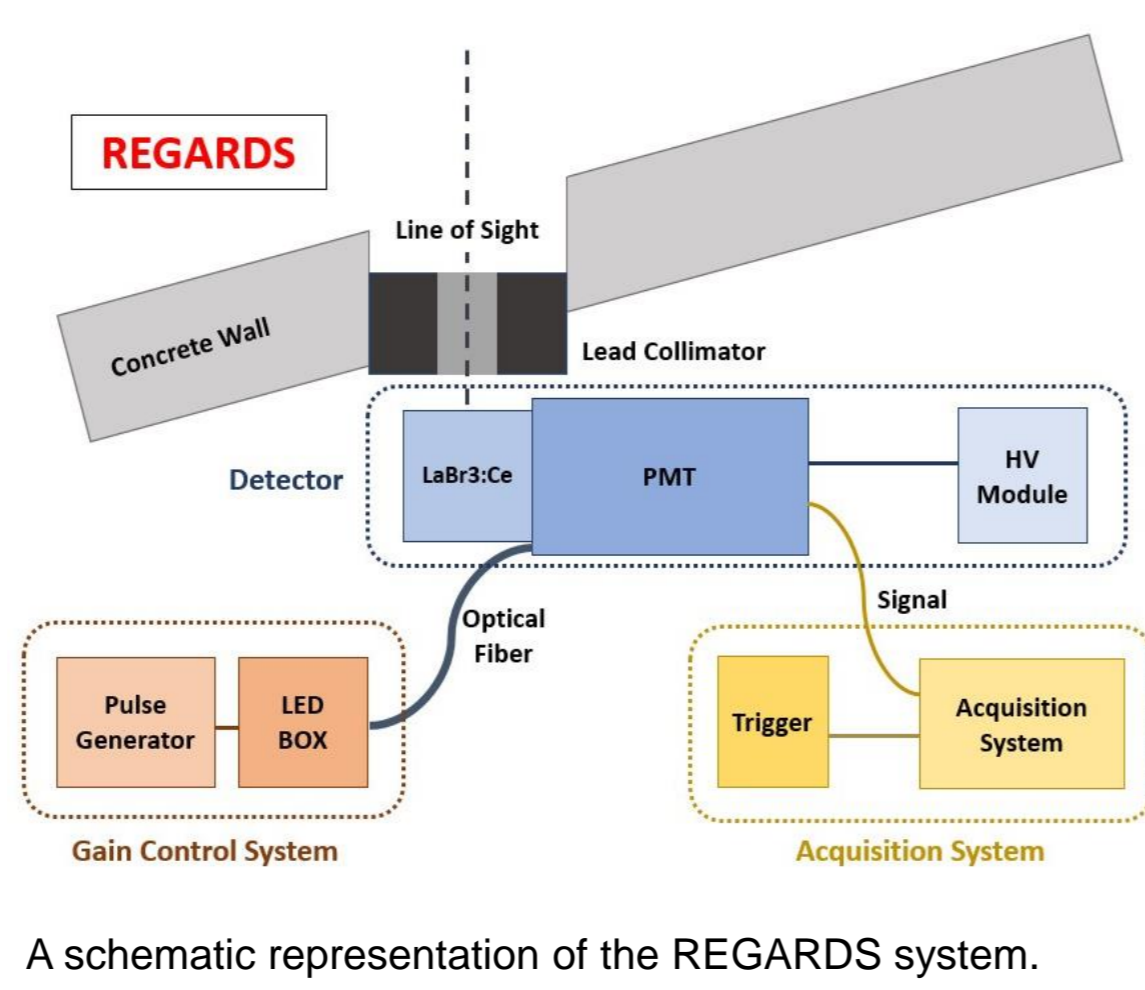 REGARDS
Line of Sight
Concrete Wall
Lead Collimator
Detector
LaBr3:Ce
PMT
HV
Module
Optical
Fiber
Signal
Pulse
Generator
LED
BOX
Trigger
Acquisition
System
Gain Control System
Acquisition System
A schematic representation of the REGARDS system.